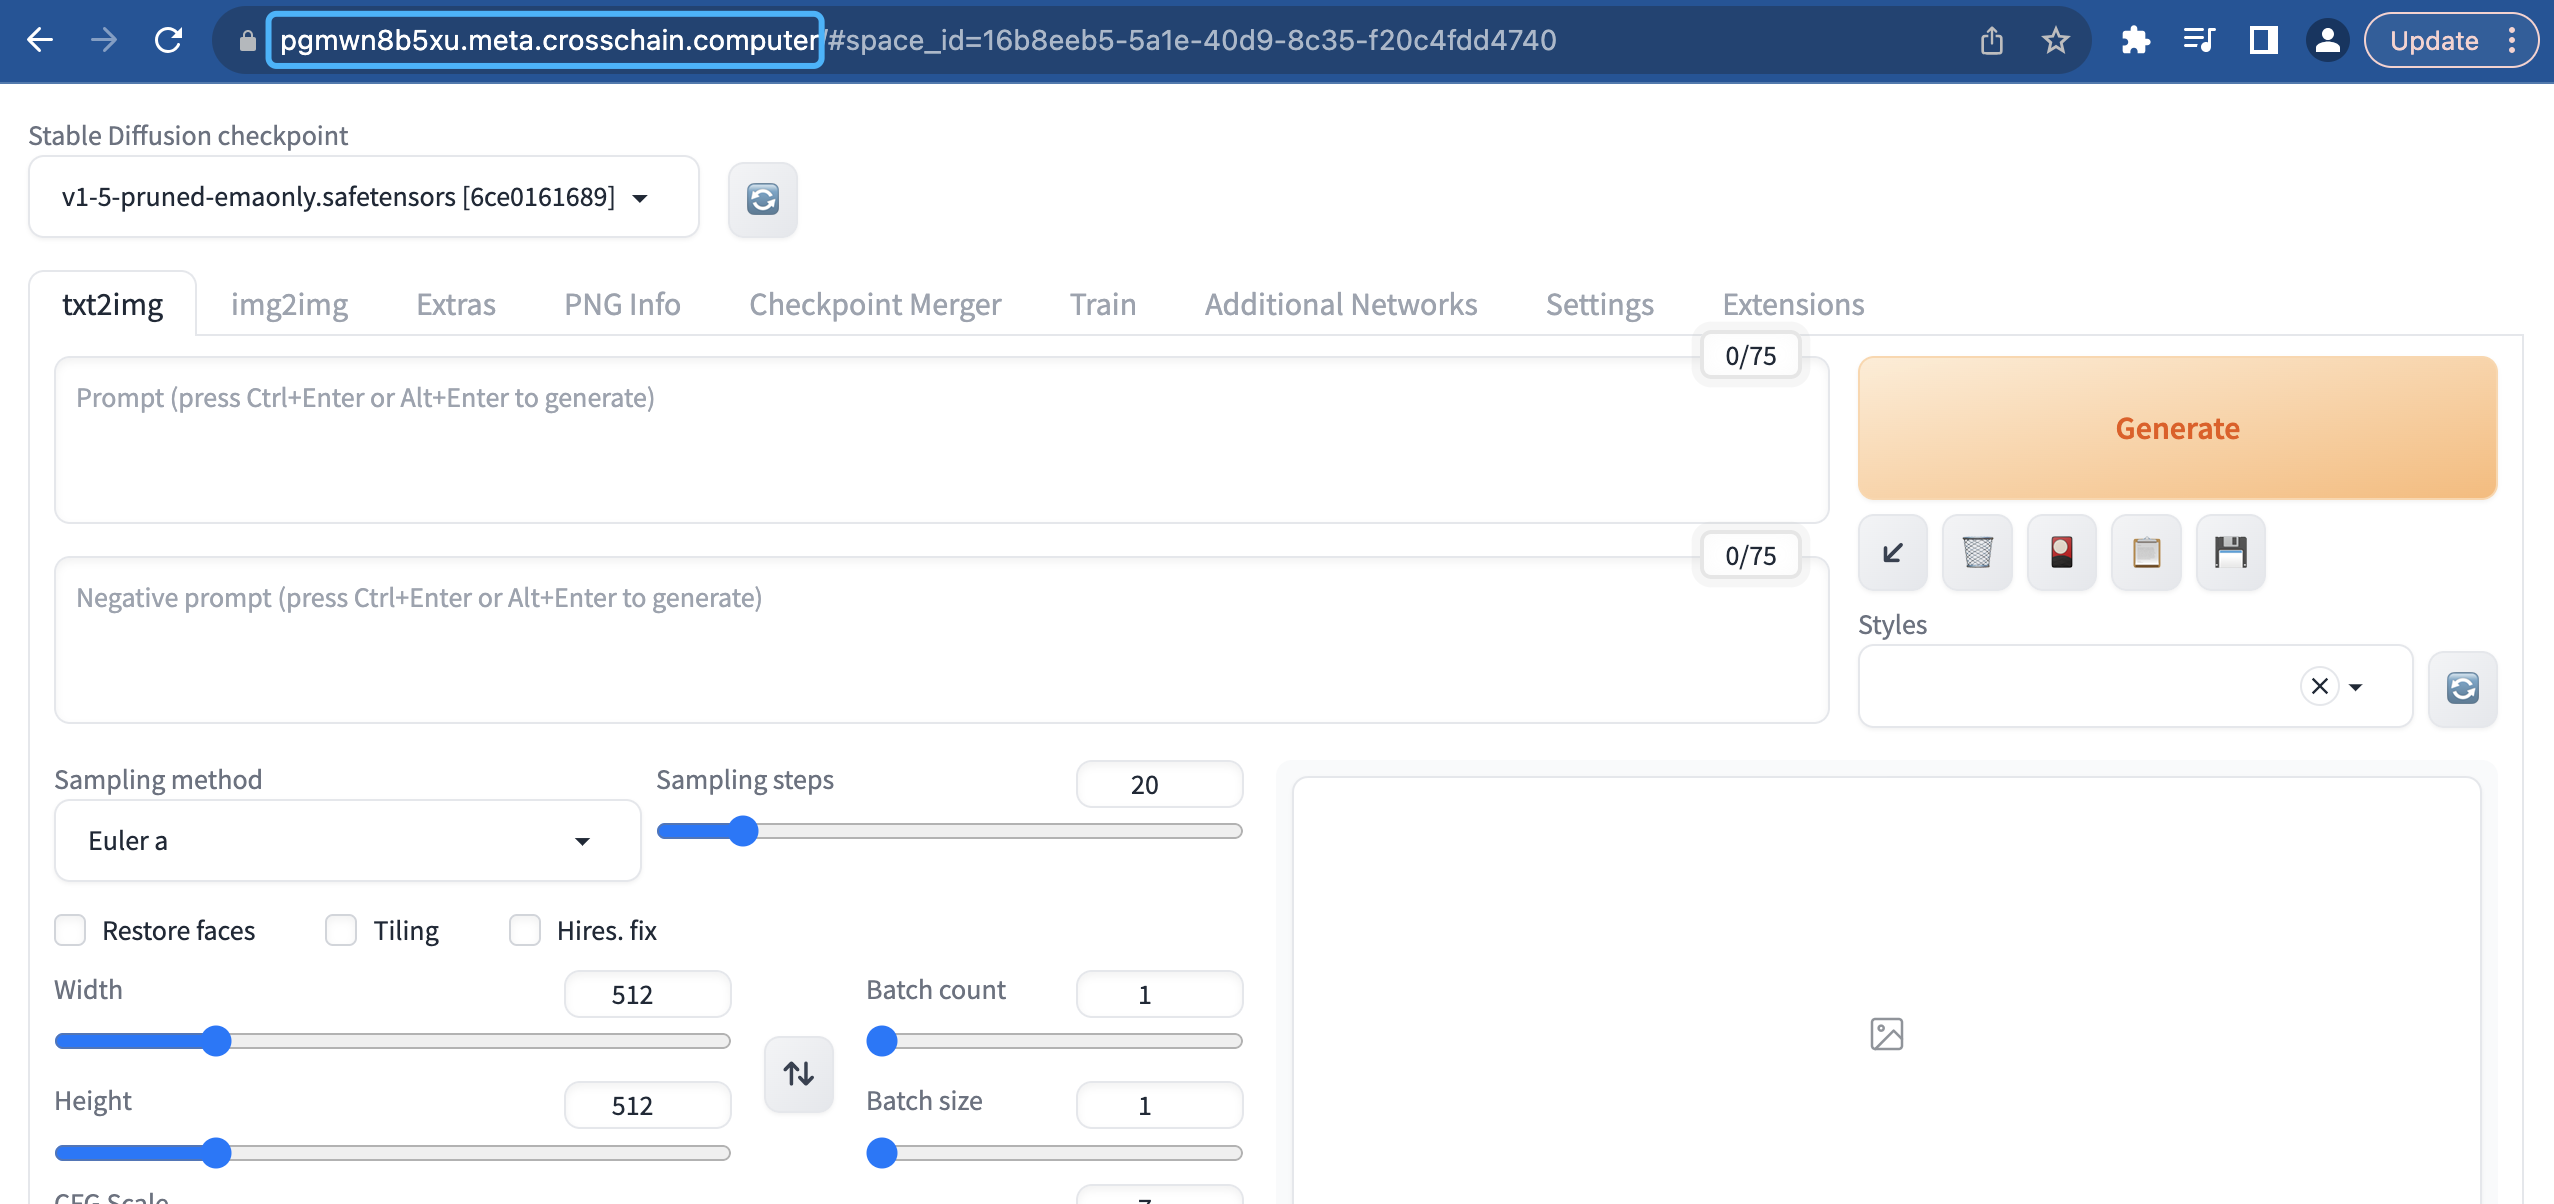 pgmwn8b5xu.meta.crosschain.computer/#space_id=16b8eeb5-5a1e-40d9-8c35-f20c4fdd4740
Update
Stable Diffusion checkpoint
v1-5-pruned-emaonly.safetensors [6ce0161689]
txt2img img2img Extras PNG Info Checkpoint Merger Train Additional Networks Settings Extensions
0/75
Prompt (press Ctrl+Enter or Alt+Enter to generate)
Generate
0/75
Negative prompt (press Ctrl+Enter or Alt+Enter to generate)
Styles
Sampling method
Euler a
Sampling steps
20
Restore faces Tiling Hires. fix
Width
512
Batch count
1
Height
512
Batch size
1
CFG Scale
7